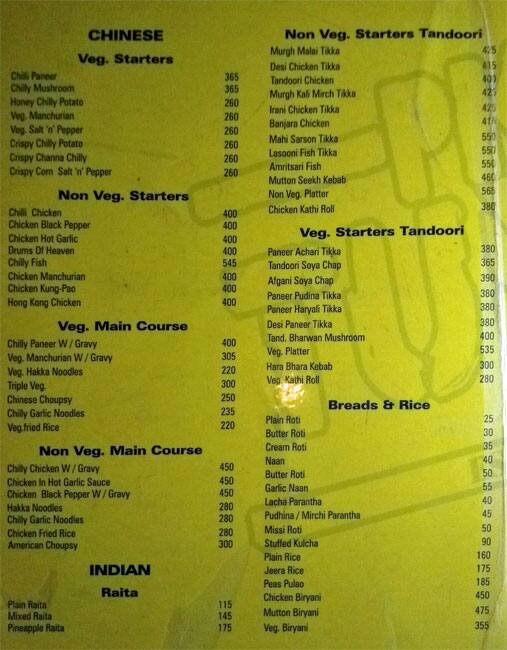 CHINESE
Veg. Starters
Chilli Paneer 365
Chilly Mushroom 365
Honey Chilly Potato 260
Veg. Manchurian 260
Veg. Salt 'n' Pepper 260
Crispy Chilly Potato 260
Crispy Channa Chilly 260
Crispy Corn Salt 'n' Pepper 260
Non Veg. Starters
Chilli Chicken 400
Chicken Black Pepper 400
Chicken Hot Garlic 400
Drums Of Heaven 400
Chilly Fish 545
Chicken Manchurian 400
Chicken Kung-Pao 400
Hong Kong Chicken 400
Veg. Main Course
Chilly Paneer W / Gravy 400
Veg. Manchurian W / Gravy 305
Veg. Hakka Noodles 220
Triple Veg. 300
Chinese Choupsy 250
Chilly Garlic Noodles 235
Veg.fried Rice 220
Non Veg. Main Course
Chilly Chicken W / Gravy 450
Chicken In Hot Garlic Sauce 450
Chicken Black Pepper W / Gravy 450
Hakka Noodles 280
Chilly Garlic Noodles 280
Chicken Fried Rice 280
American Choupsy 300
INDIAN
Raita
Plain Raita 115
Mixed Raita 145
Pineapple Raita 175
Non Veg. Starters Tandoori
Murgh Malai Tikka 425
Desi Chicken Tikka 415
Tandoori Chicken 400
Murgh Kali Mirch Tikka 425
Irani Chicken Tikka 425
Banjara Chicken
Mahi Sarson Tikka 550
Lasooni Fish Tikka 550
Amritsari Fish 550
Mutton Seekh Kebab 460
Non Veg. Platter 565
Chicken Kathi Roll 380
Veg. Starters Tandoori
Paneer Achari Tikka 380
Tandoori Soya Chap 365
Afgani Soya Chap 390
Paneer Pudina Tikka 380
Paneer Haryali Tikka 380
Desi Paneer Tikka 380
Tand. Bharwan Mushroom 400
Veg. Platter 535
Hara Bhara Kebab 300
Veg. Kathi Roll 280
Breads & Rice
Plain Roti 25
Butter Roti 30
Cream Roti 35
Naan 40
Butter Roti 50
Garlic Naan 55
Lacha Parantha 40
Pudhina / Mirchi Parantha 45
Missi Roti 50
Stuffed Kulcha 90
Plain Rice 160
Jeera Rice 175
Peas Pulao 185
Chicken Biryani 450
Mutton Biryani 475
Veg. Biryani 355